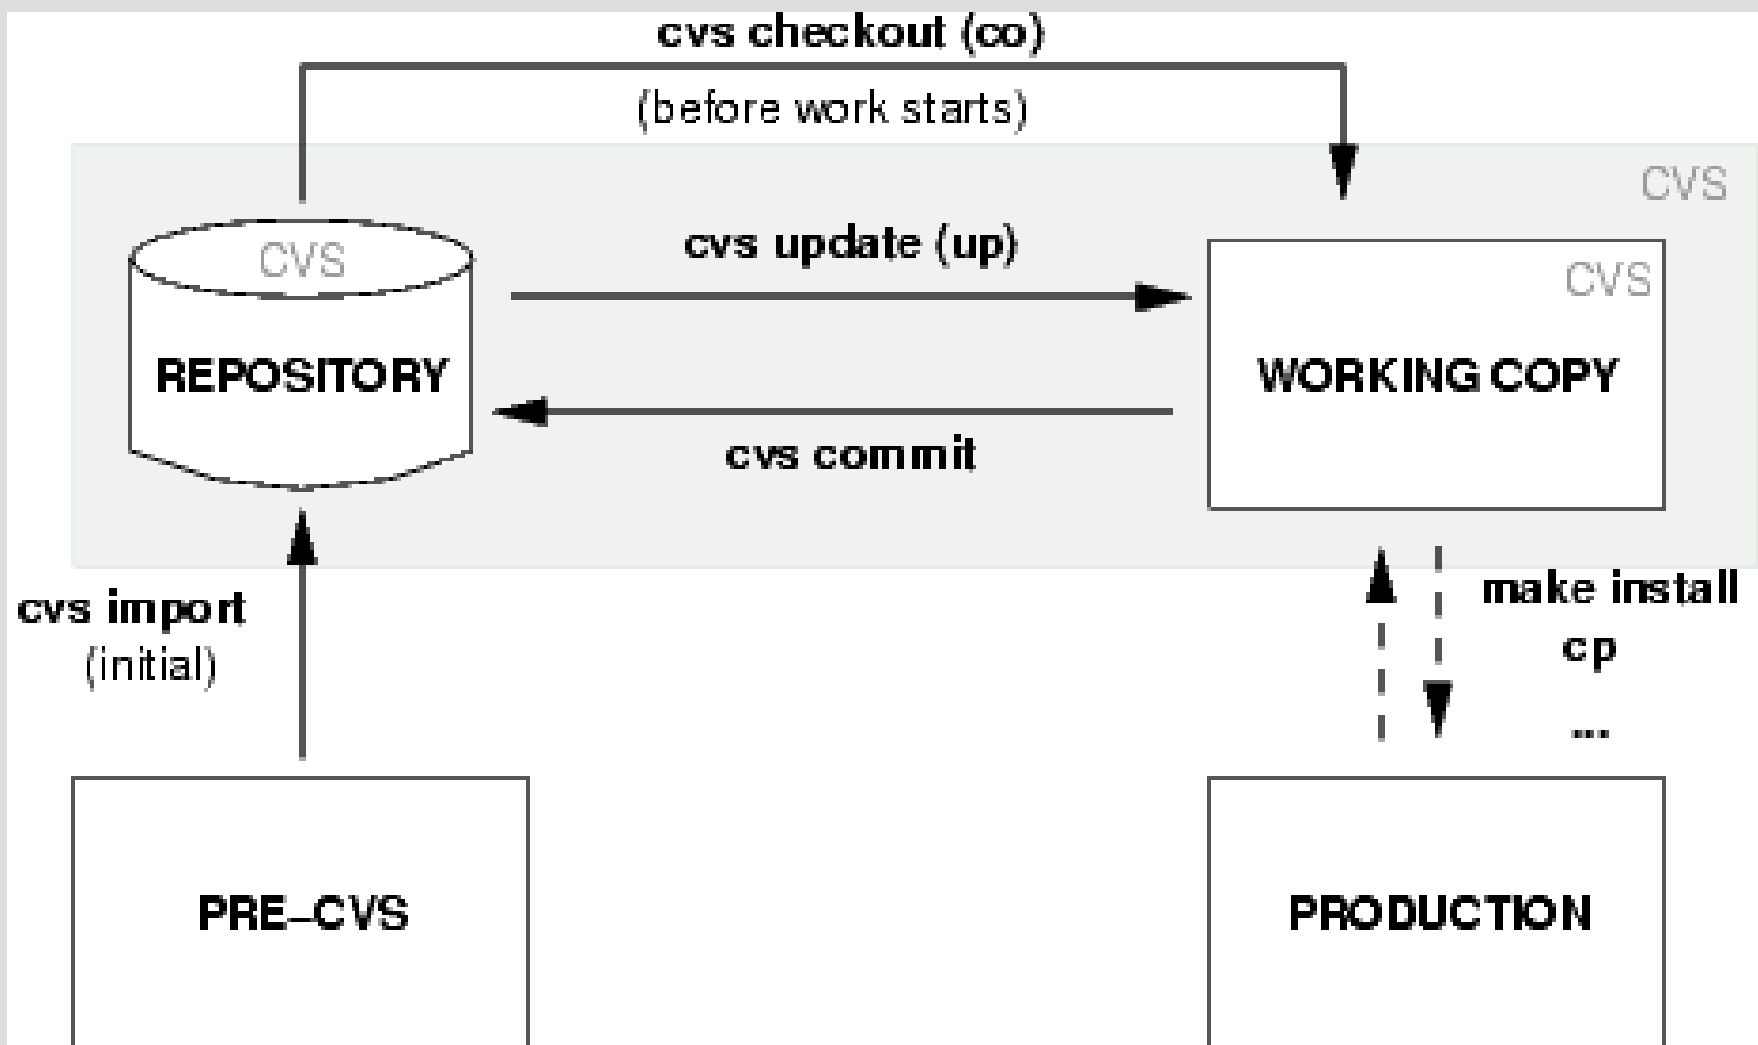 cvs checkout (co)
(before work starts)
CVS
cvs update (up)
CVS
CVS
REPOSITORY
WORKING COPY
cvs commit
cvs import
(initial)
make install
cp
...
PRE–CVS
PRODUCTION